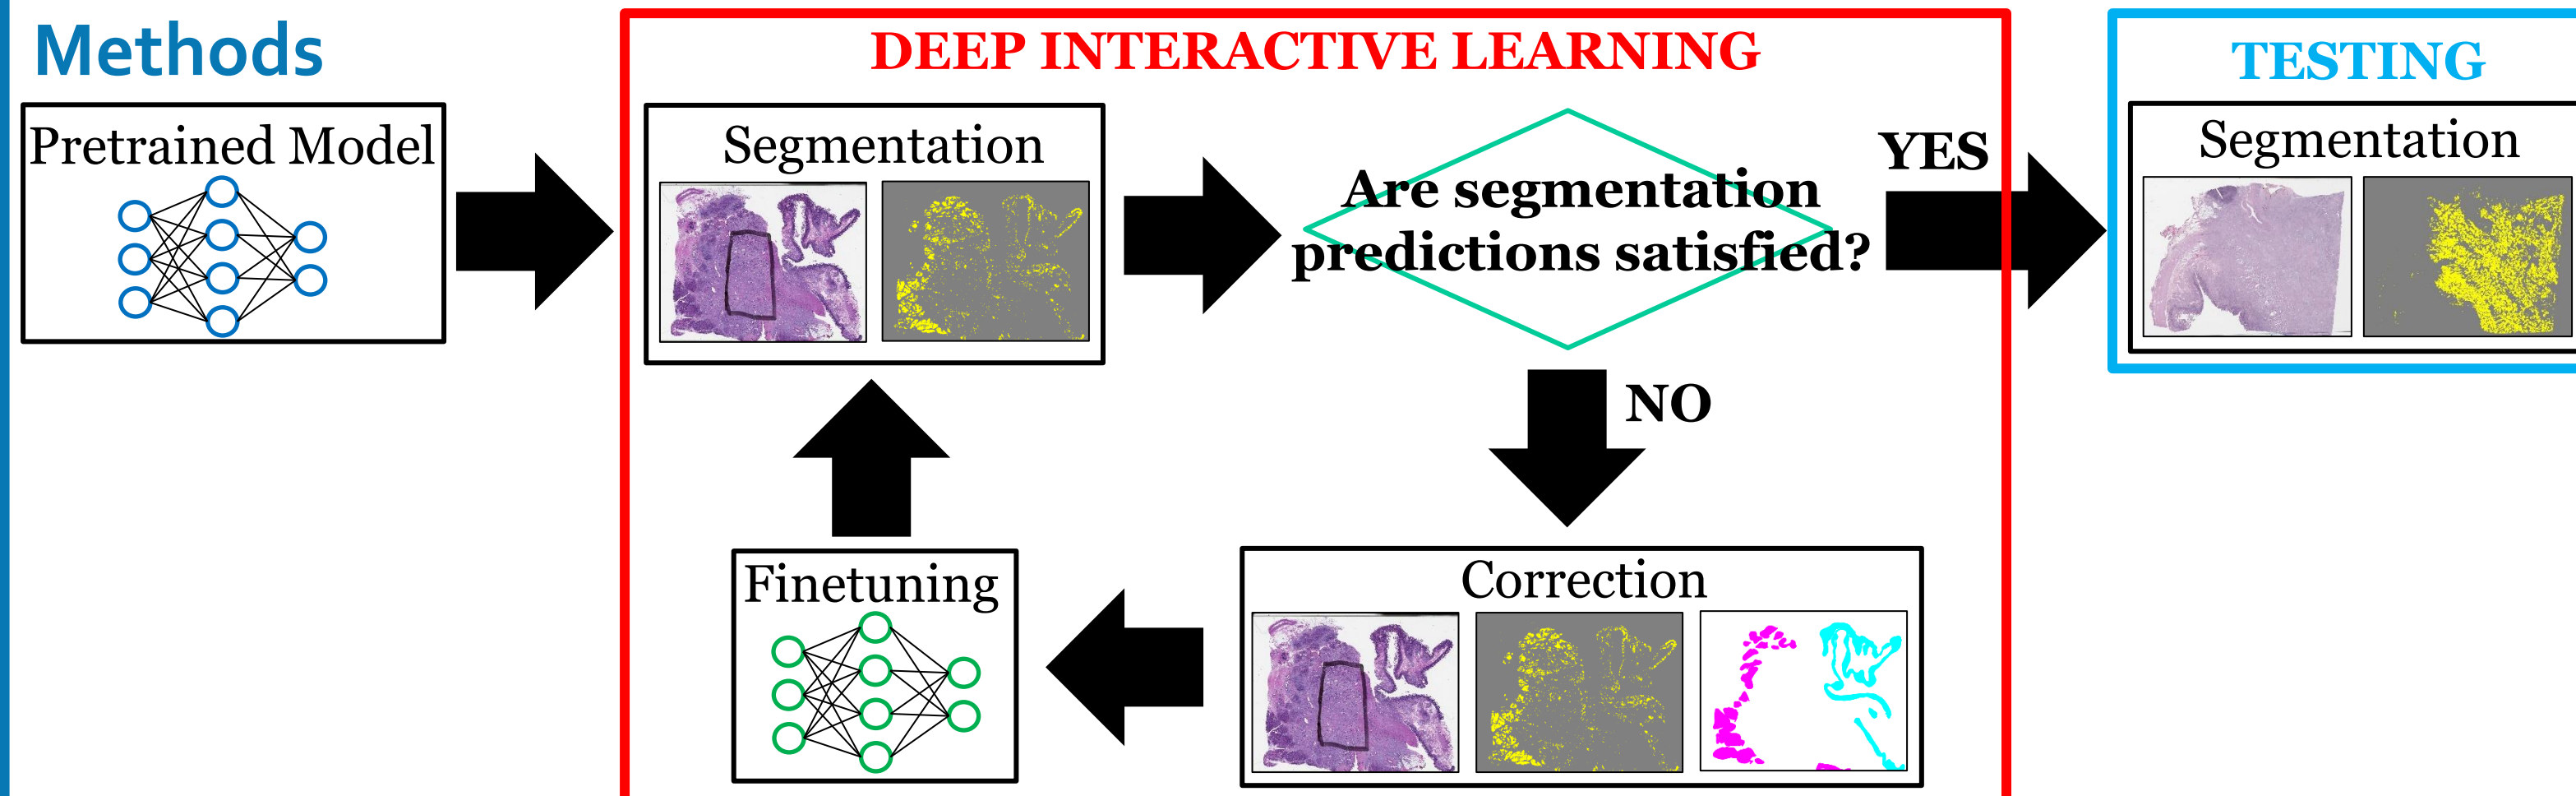 Methods
DEEP INTERACTIVE LEARNING
TESTING
Pretrained Model
Segmentation
Are segmentation
predictions satisfied?
YES
Segmentation
NO
Finetuning
Correction